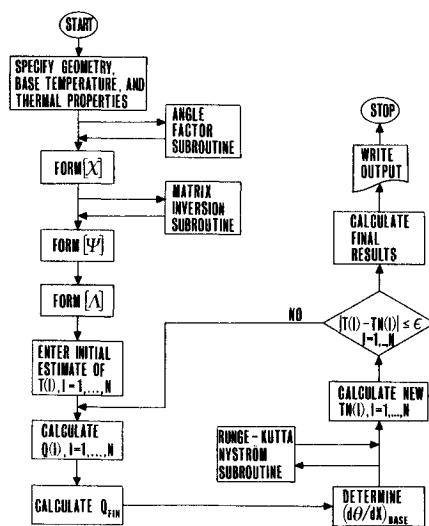 START
SPECIFY GEOMETRY,
BASE TEMPERATURE, AND
THERMAL PROPERTIES
ANGLE
FACTOR
SUBROUTINE
FORM [X]
MATRIX
INVERSION
SUBROUTINE
FORM [Ψ]
FORM [Λ]
ENTER INITIAL
ESTIMATE OF
T(I), I=1,...,N
CALCULATE
Q(I), I=1,...,N
CALCULATE Q_FIN
DETERMINE
(dθ/dX)_BASE
RUNGE-KUTTA
NYSTRÖM
SUBROUTINE
CALCULATE NEW
TN(I), I=1,...,N
|T(I)-TN(I)| ≤ ϵ
I=1,..,N
NO
CALCULATE
FINAL
RESULTS
WRITE
OUTPUT
STOP